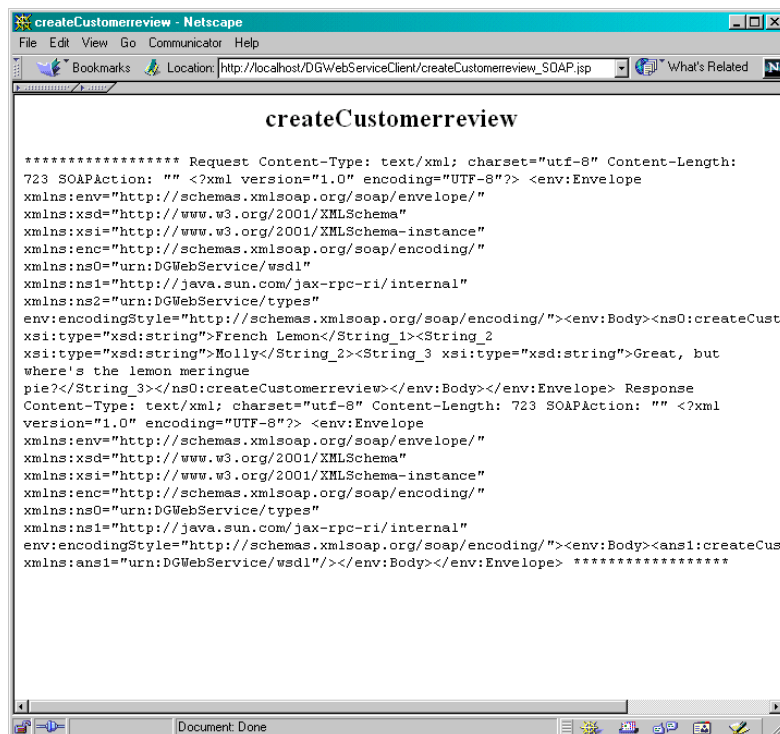 createCustomerreview - Netscape
File Edit View Go Communicator Help
Bookmarks Location: http://localhost/DGWebServiceClient/createCustomerreview_SOAP.jsp What's Related N
createCustomerreview
****************** Request Content-Type: text/xml; charset="utf-8" Content-Length:
723 SOAPAction: "" <?xml version="1.0" encoding="UTF-8"?> <env:Envelope
xmlns:env="http://schemas.xmlsoap.org/soap/envelope/"
xmlns:xsd="http://www.w3.org/2001/XMLSchema"
xmlns:xsi="http://www.w3.org/2001/XMLSchema-instance"
xmlns:enc="http://schemas.xmlsoap.org/soap/encoding/"
xmlns:ns0="urn:DGWebService/wsdl"
xmlns:ns1="http://java.sun.com/jax-rpc-ri/internal"
xmlns:ns2="urn:DGWebService/types"
env:encodingStyle="http://schemas.xmlsoap.org/soap/encoding/"><env:Body><ns0:createCust
xsi:type="xsd:string">French Lemon</String_1><String_2
xsi:type="xsd:string">Molly</String_2><String_3 xsi:type="xsd:string">Great, but
where's the lemon meringue
pie?</String_3></ns0:createCustomerreview></env:Body></env:Envelope> Response
Content-Type: text/xml; charset="utf-8" Content-Length: 723 SOAPAction: "" <?xml
version="1.0" encoding="UTF-8"?> <env:Envelope
xmlns:env="http://schemas.xmlsoap.org/soap/envelope/"
xmlns:xsd="http://www.w3.org/2001/XMLSchema"
xmlns:xsi="http://www.w3.org/2001/XMLSchema-instance"
xmlns:enc="http://schemas.xmlsoap.org/soap/encoding/"
xmlns:ns0="urn:DGWebService/types"
xmlns:ns1="http://java.sun.com/jax-rpc-ri/internal"
env:encodingStyle="http://schemas.xmlsoap.org/soap/encoding/"><env:Body><ans1:createCus
xmlns:ans1="urn:DGWebService/wsdl"/></env:Body></env:Envelope> ******************
Document: Done